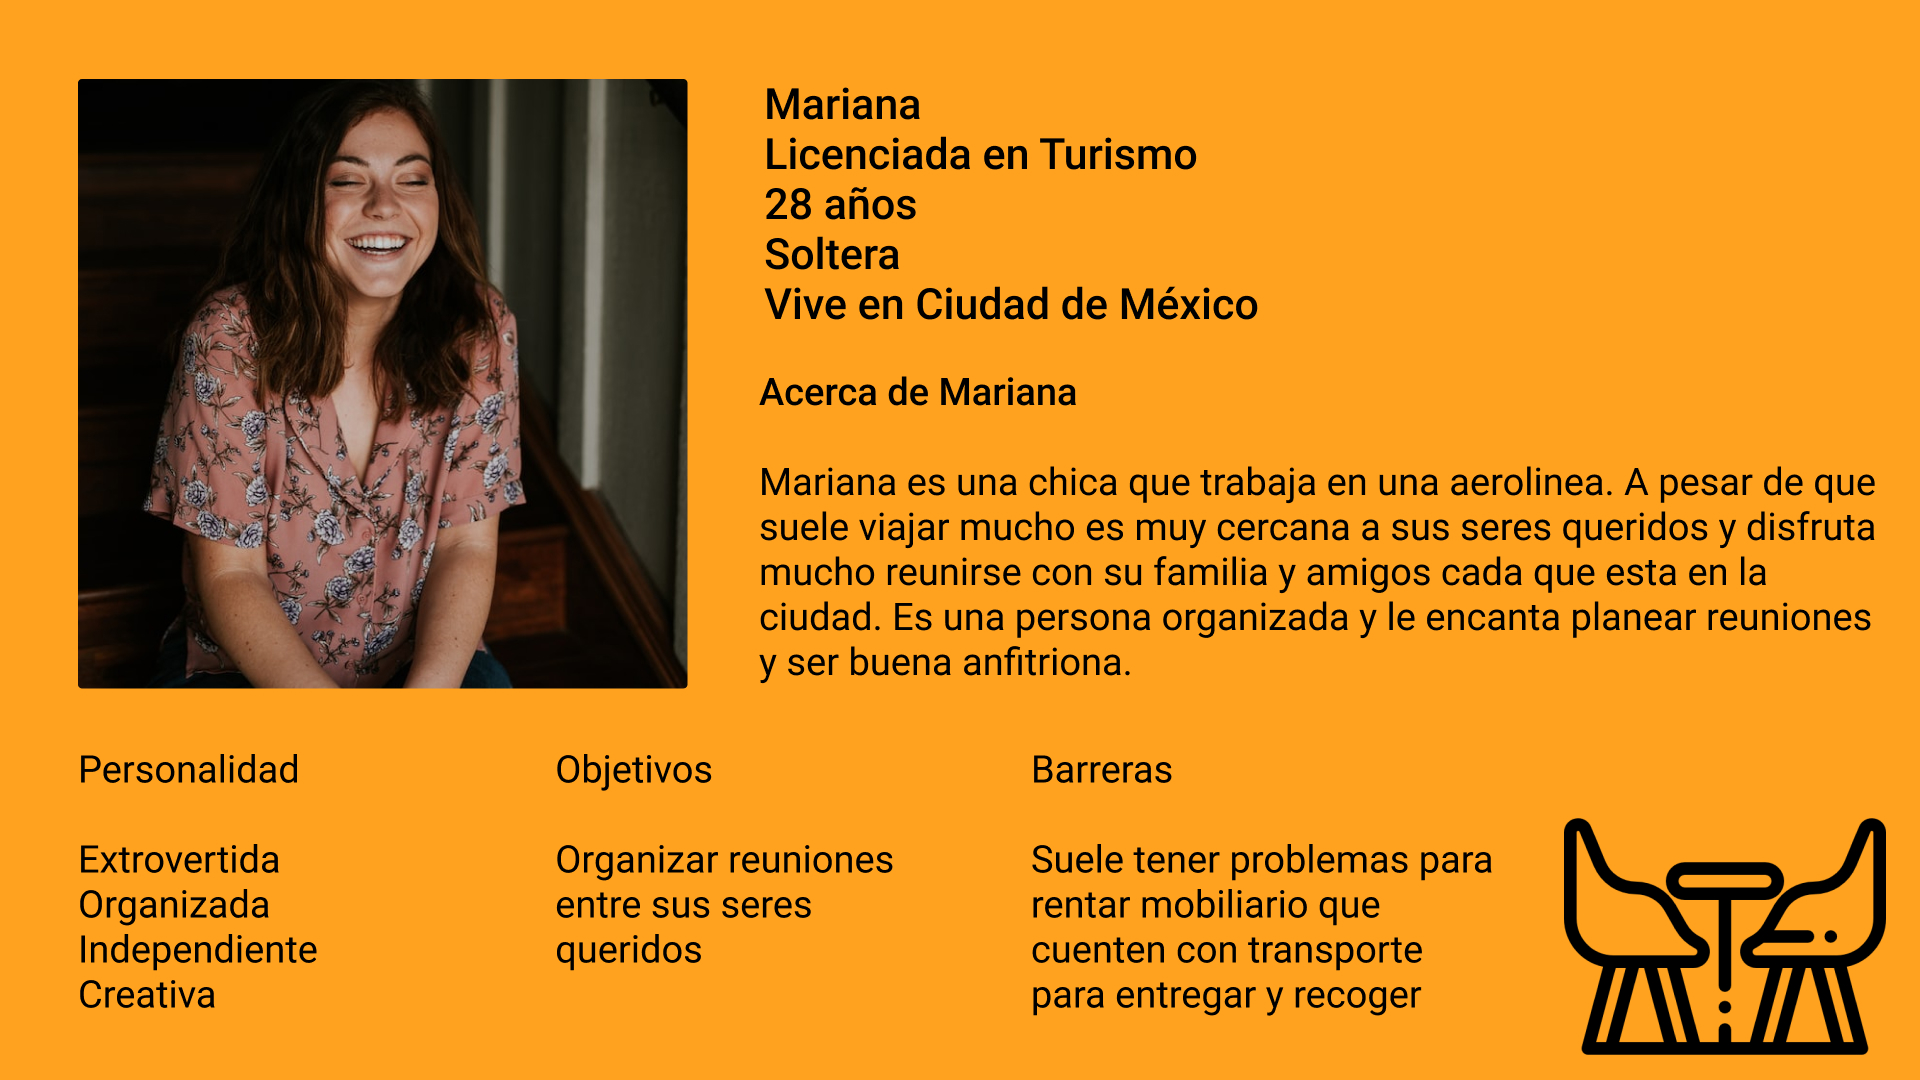 Mariana
Licenciada en Turismo
28 años
Soltera
Vive en Ciudad de México
Acerca de Mariana
Mariana es una chica que trabaja en una aerolinea. A pesar de que
suele viajar mucho es muy cercana a sus seres queridos y disfruta
mucho reunirse con su familia y amigos cada que esta en la
ciudad. Es una persona organizada y le encanta planear reuniones
y ser buena anfitriona.
Personalidad
Extrovertida
Organizada
Independiente
Creativa
Objetivos
Organizar reuniones
entre sus seres
queridos
Barreras
Suele tener problemas para
rentar mobiliario que
cuenten con transporte
para entregar y recoger